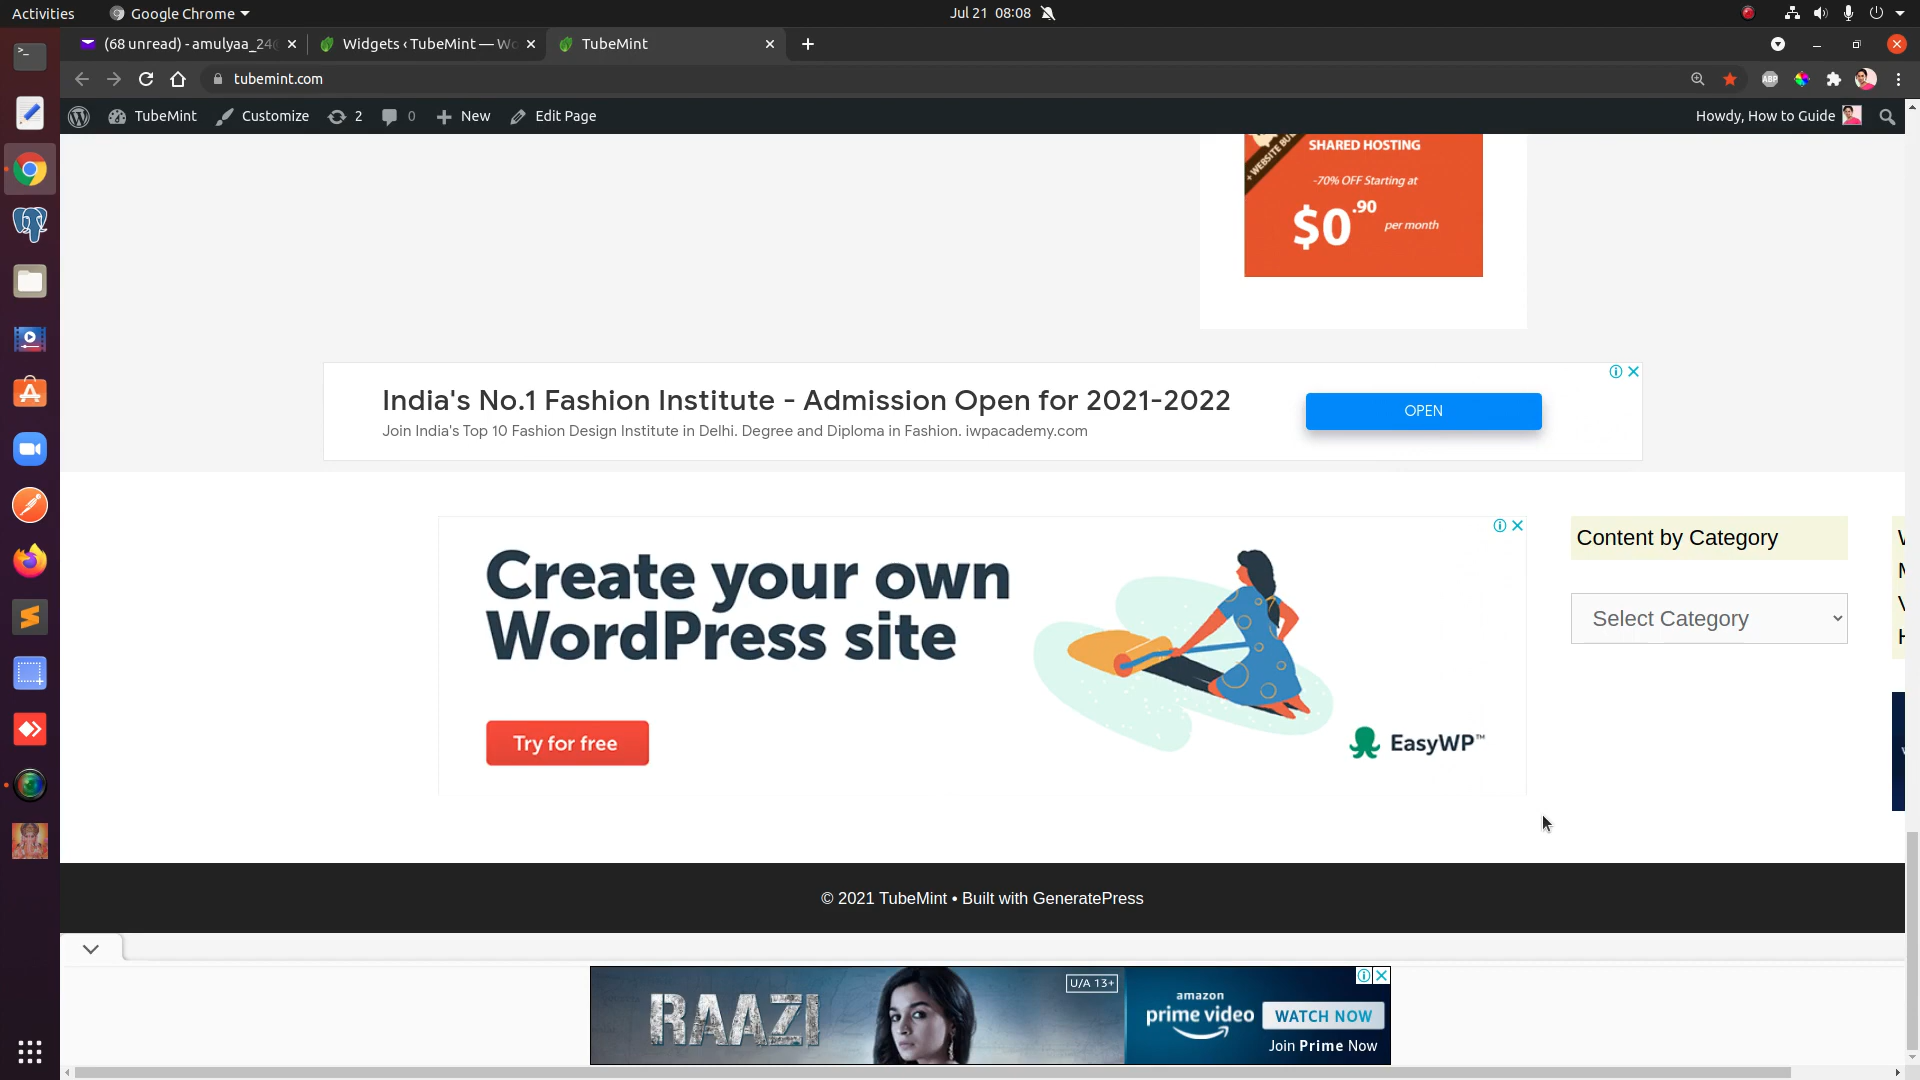 Activities
Google Chrome
Jul 21 08:08
(68 unread) - amulyaa_24
Widgets ‹ TubeMint — Wo
TubeMint
tubemint.com
TubeMint
Customize
2
0
New
Edit Page
Howdy, How to Guide
+ WEBSITE BU
SHARED HOSTING
-70% OFF Starting at
$0.90
per month
India's No.1 Fashion Institute - Admission Open for 2021-2022
Join India's Top 10 Fashion Design Institute in Delhi. Degree and Diploma in Fashion. iwpacademy.com
OPEN
Create your own
WordPress site
Try for free
EasyWP™
Content by Category
Select Category
© 2021 TubeMint • Built with GeneratePress
RAAZI
U/A 13+
amazon
prime video
WATCH NOW
Join Prime Now